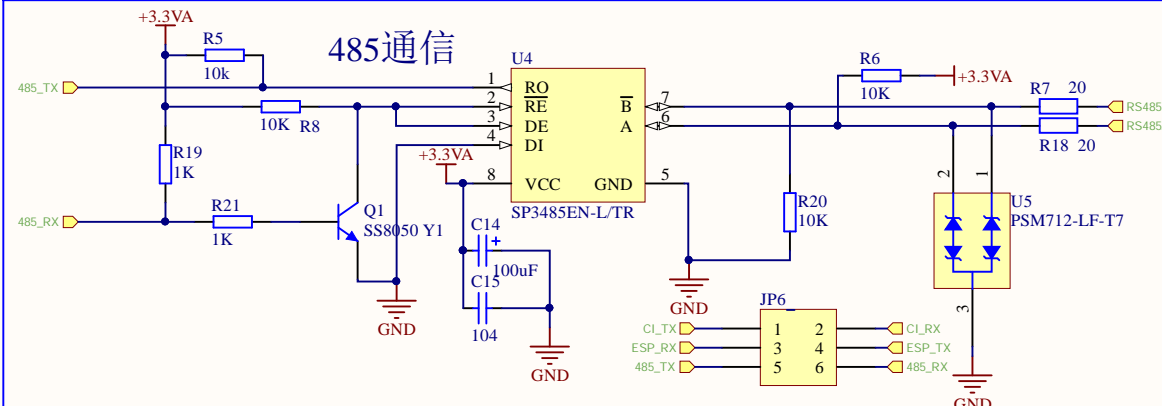 +3.3VA
R5
10k
485通信
U4
485_TX
1
RO
2
RE
3
DE
4
DI
8
VCC
B
7
A
6
GND
5
SP3485EN-L/TR
R6
10K
+3.3VA
R7 20
RS485
RS485
R18 20
10K R8
R19
1K
485_RX
R21
1K
Q1
SS8050 Y1
+3.3VA
C14
+
100uF
C15
104
GND
GND
R20
10K
GND
2
1
U5
PSM712-LF-T7
3
GND
JP6
CI_TX
1
2
CI_RX
ESP_RX
3
4
ESP_TX
485_TX
5
6
485_RX